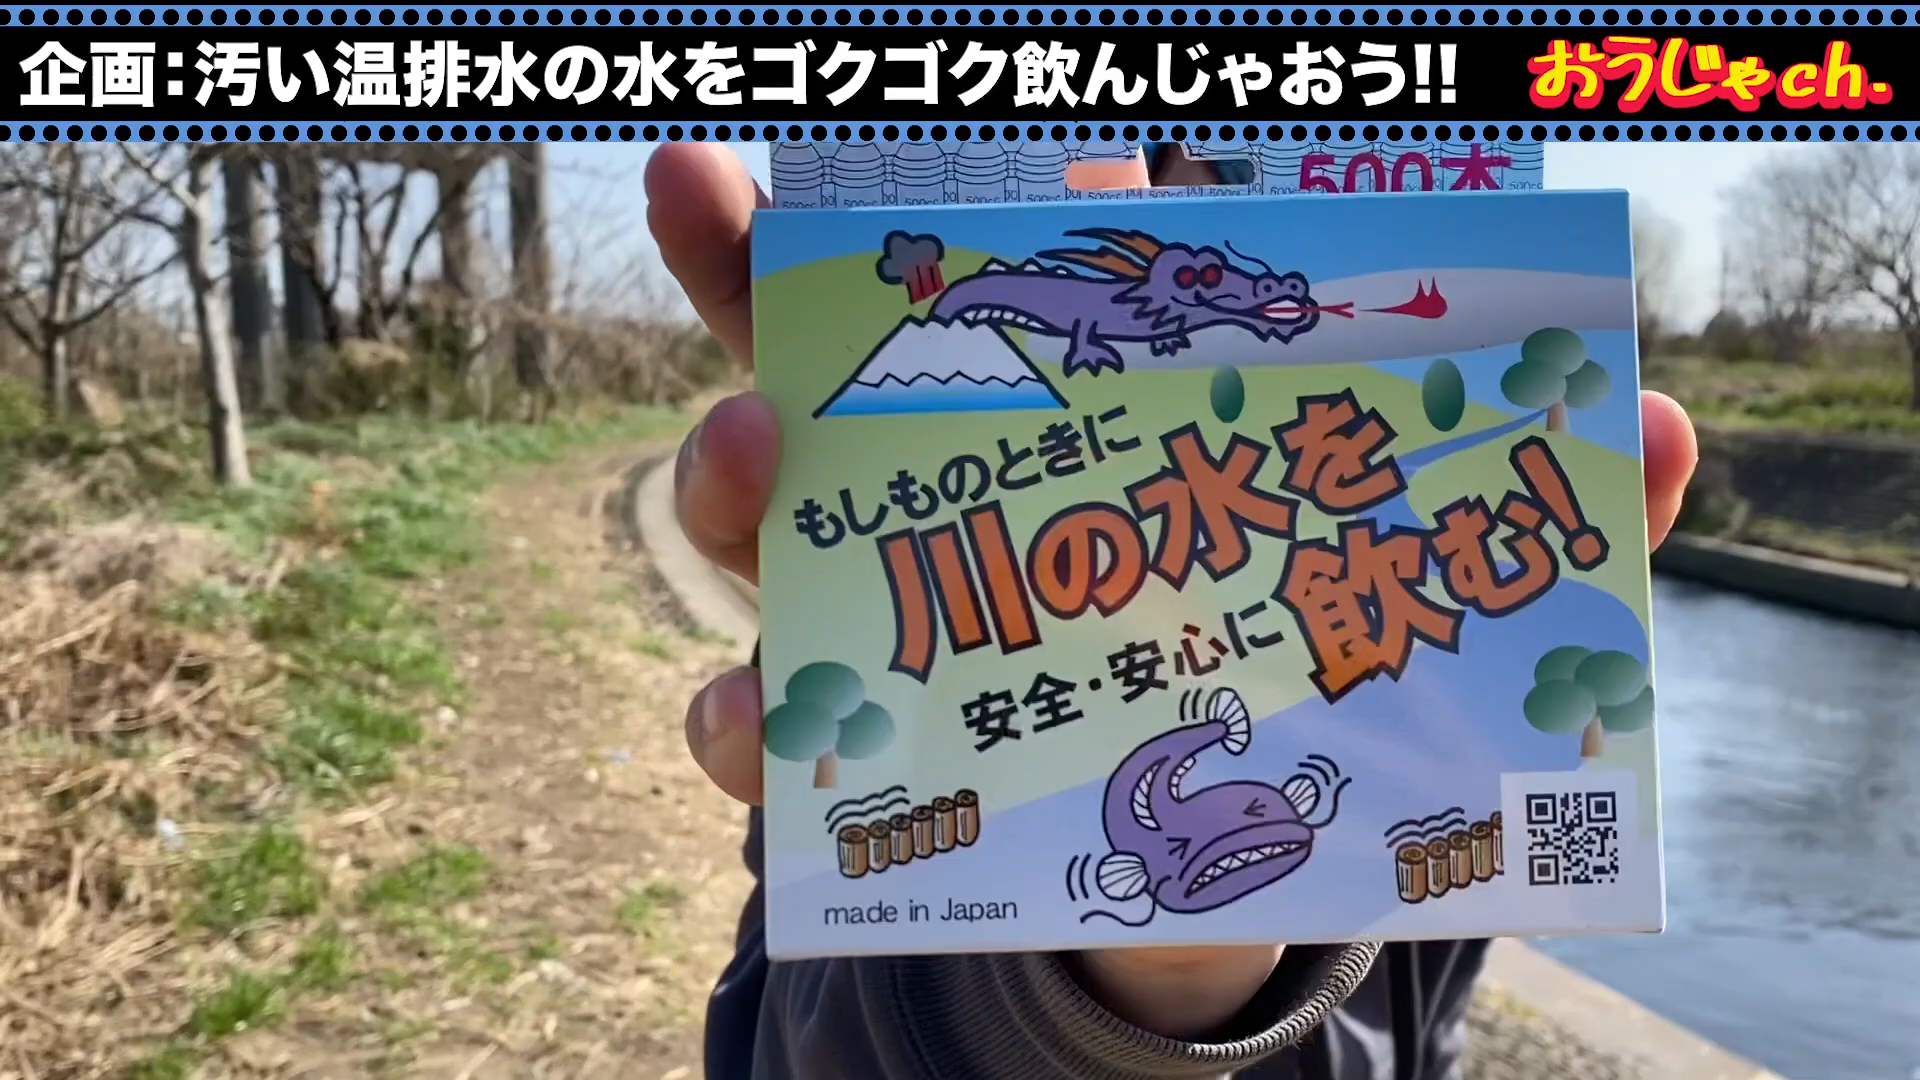 企画:汚い温排水の水をゴクゴク飲んじゃおう!!
おうじゃch.
500本
もしものときに
川の水を
飲む!
安全・安心に
made in Japan